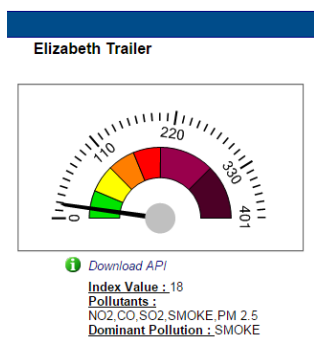 Elizabeth Trailer
0
110
220
330
401
Download API
Index Value : 18
Pollutants :
NO2,CO,SO2,SMOKE,PM 2.5
Dominant Pollution : SMOKE